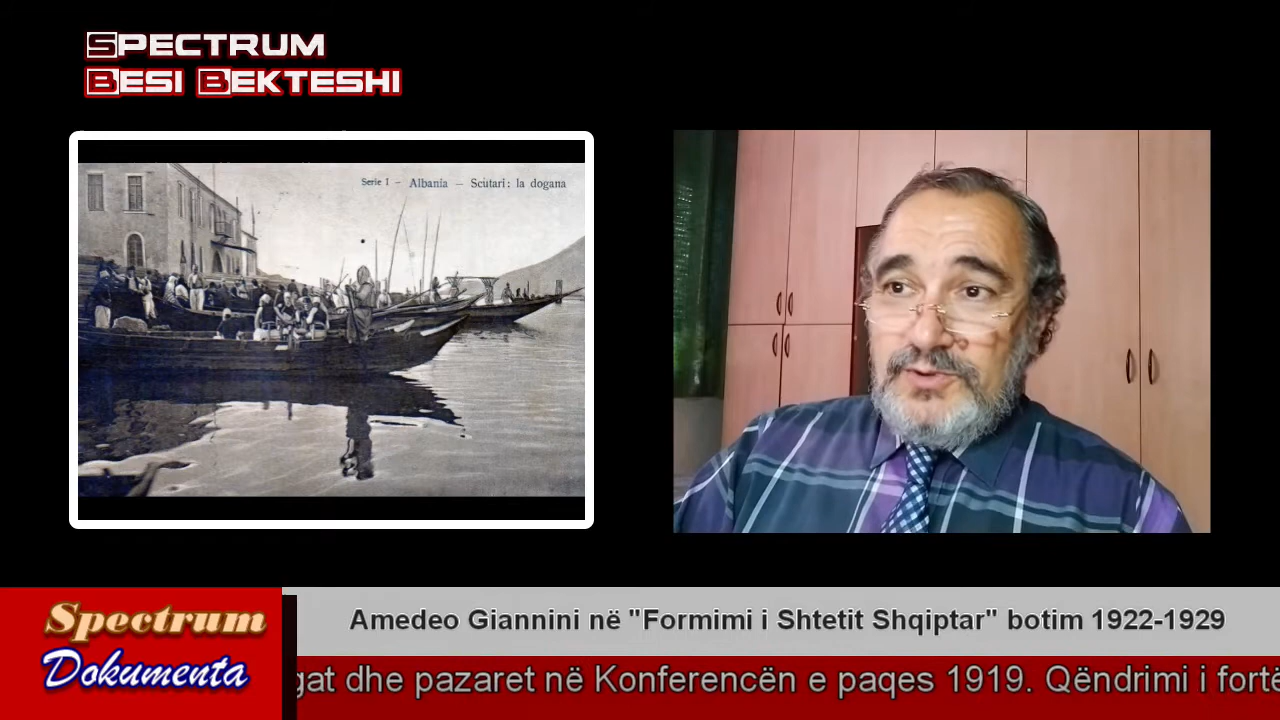 SPECTRUM
BESI BEKTESHI
Serie I – Albania — Scutari: la dogana
Spectrum
Dokumenta
Amedeo Giannini në "Formimi i Shtetit Shqiptar" botim 1922-1929
gat dhe pazaret në Konferencën e paqes 1919. Qëndrimi i fortë